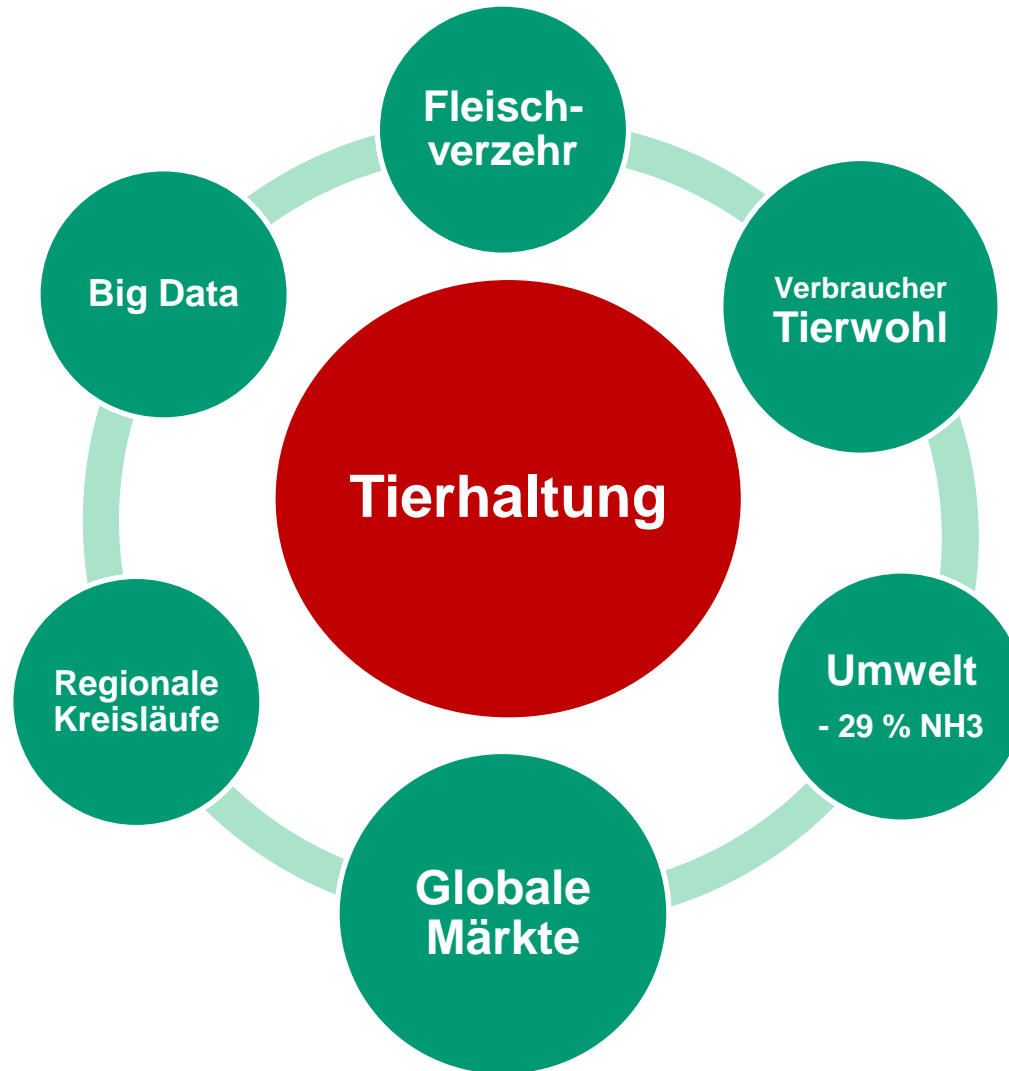 Fleisch-
verzehr
Big Data
Verbraucher
Tierwohl
Tierhaltung
Regionale
Kreisläufe
Umwelt
- 29 % NH3
Globale
Märkte